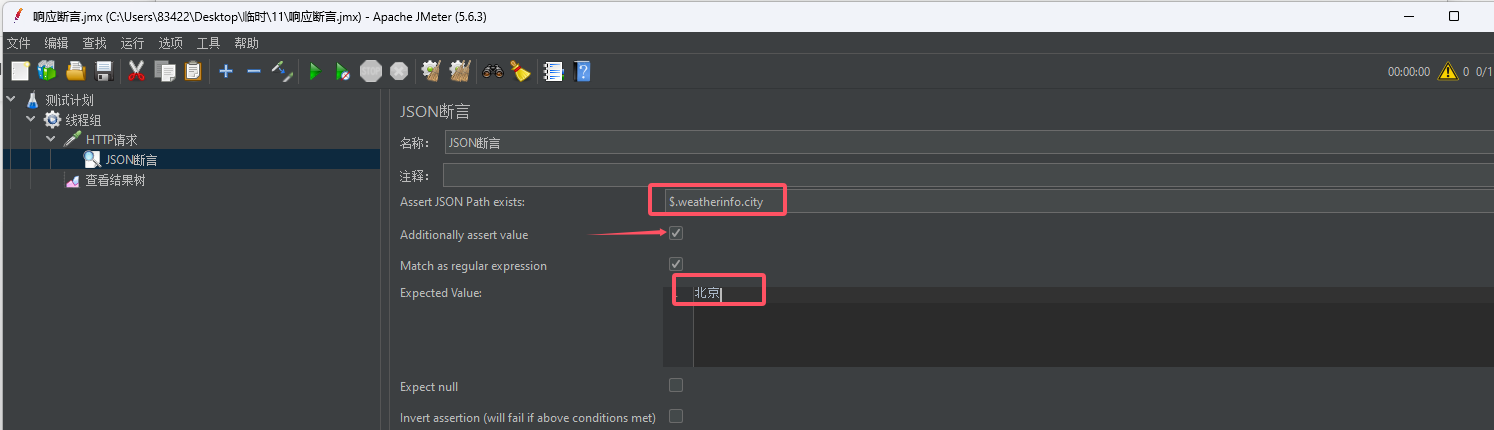 响应断言.jmx (C:\Users\83422\Desktop\临时\11\响应断言.jmx) - Apache JMeter (5.6.3)
文件 编辑 查找 运行 选项 工具 帮助
STOP 00:00:00 0 0/1
测试计划
线程组
HTTP请求
JSON断言
查看结果树
JSON断言
名称: JSON断言
注释:
Assert JSON Path exists: $.weatherinfo.city
Additionally assert value
Match as regular expression
Expected Value: 北京
Expect null
Invert assertion (will fail if above conditions met)